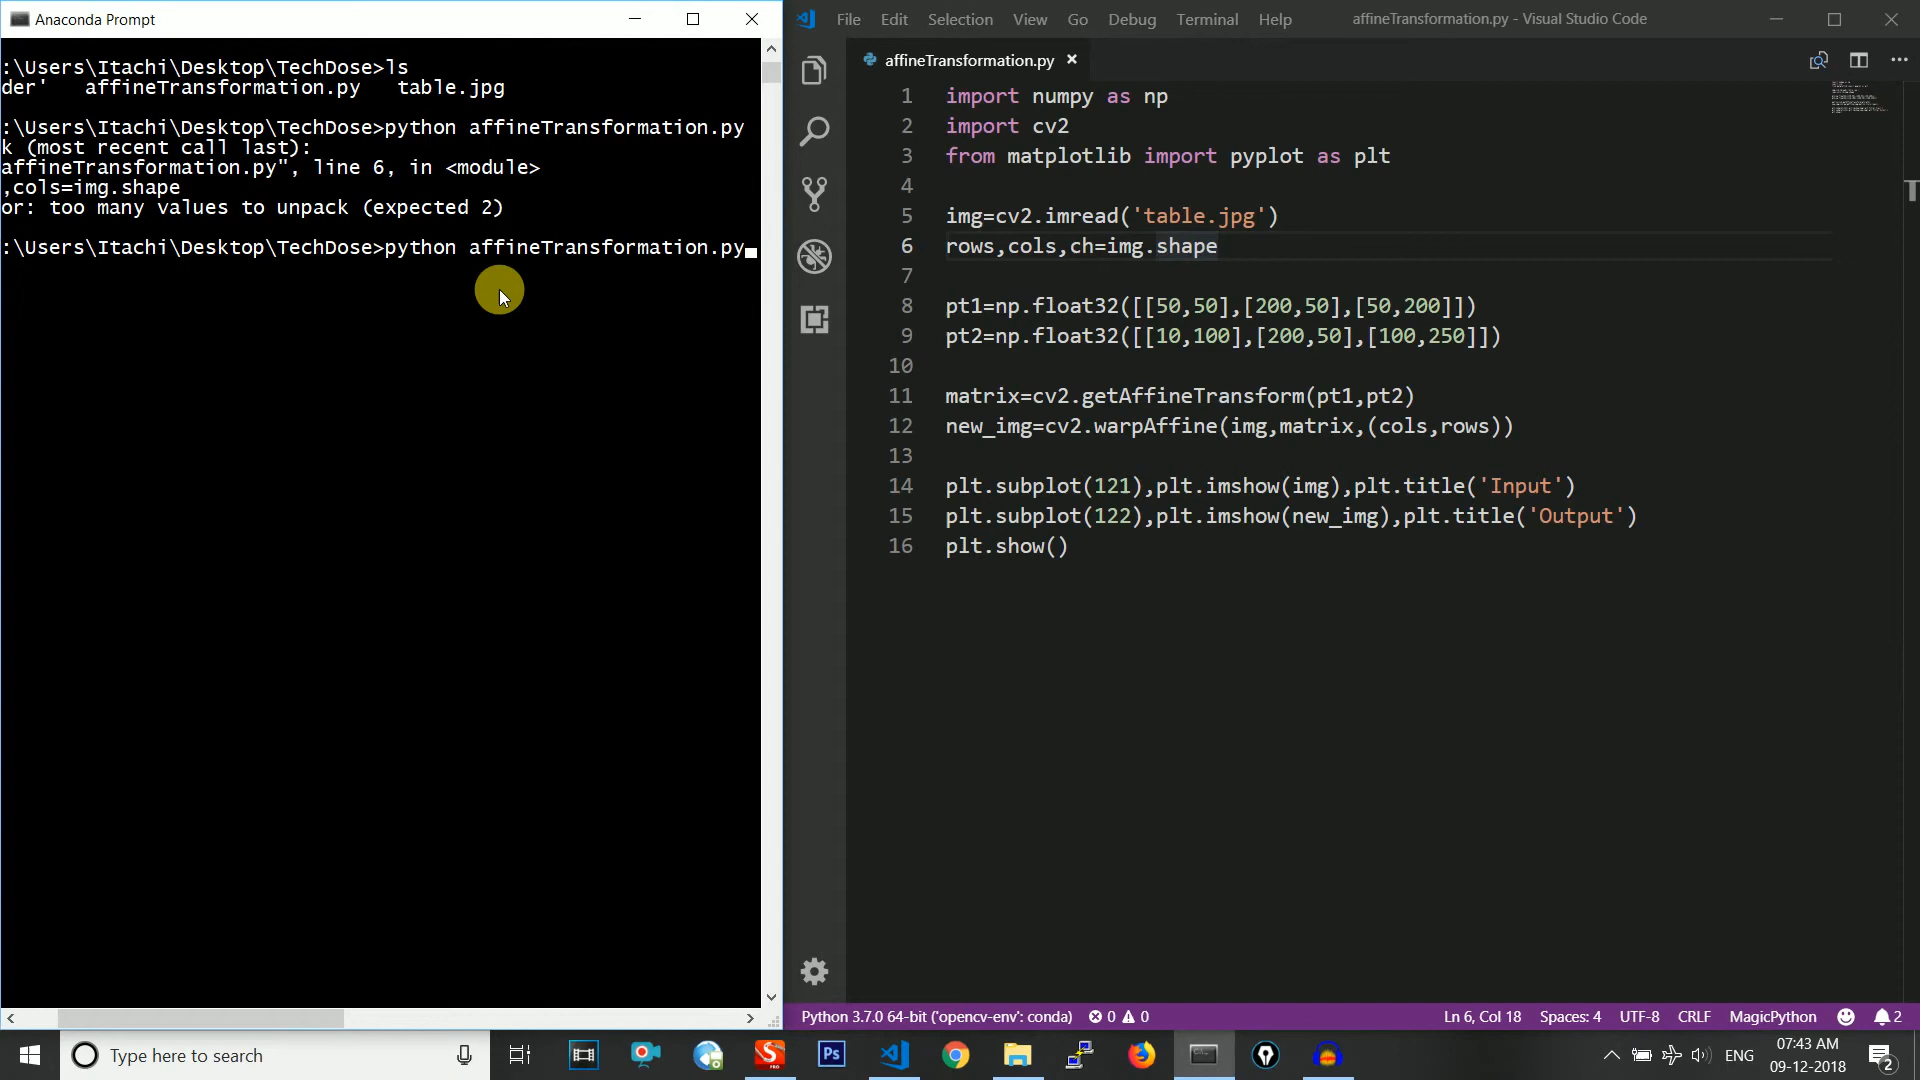 Anaconda Prompt
:\Users\Itachi\Desktop\TechDose>ls
der'   affineTransformation.py   table.jpg
:\Users\Itachi\Desktop\TechDose>python affineTransformation.py
k (most recent call last):
affineTransformation.py", line 6, in <module>
,cols=img.shape
or: too many values to unpack (expected 2)
:\Users\Itachi\Desktop\TechDose>python affineTransformation.py
File Edit Selection View Go Debug Terminal Help
affineTransformation.py - Visual Studio Code
affineTransformation.py
1 import numpy as np
2 import cv2
3 from matplotlib import pyplot as plt
4
5 img=cv2.imread('table.jpg')
6 rows,cols,ch=img.shape
7
8 pt1=np.float32([[50,50],[200,50],[50,200]])
9 pt2=np.float32([[10,100],[200,50],[100,250]])
10
11 matrix=cv2.getAffineTransform(pt1,pt2)
12 new_img=cv2.warpAffine(img,matrix,(cols,rows))
13
14 plt.subplot(121),plt.imshow(img),plt.title('Input')
15 plt.subplot(122),plt.imshow(new_img),plt.title('Output')
16 plt.show()
Python 3.7.0 64-bit ('opencv-env': conda) 0 0 Ln 6, Col 18 Spaces: 4 UTF-8 CRLF MagicPython 2
Type here to search
Ps
ENG
07:43 AM
09-12-2018
2